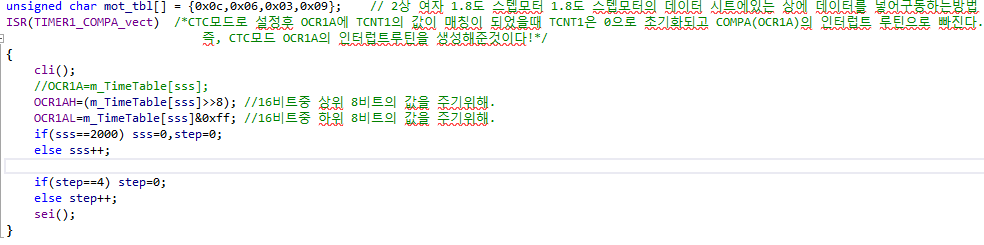 unsigned char mot_tbl[] = {0x0c,0x06,0x03,0x09};    // 2상 여자 1.8도 스텝모터 1.8도 스텝모터의 데이터 시트에있는 상에 데이터를 넣어구동하는방법
ISR(TIMER1_COMPA_vect)  /*CTC모드로 설정후 OCR1A에 TCNT1의 값이 매칭이 되었을때 TCNT1은 0으로 초기화되고 COMPA(OCR1A)의 인터럽트 루틴으로 빠진다.
즉, CTC모드 OCR1A의 인터럽트루틴을 생성해준것이다!*/
{
    cli();
    //OCR1A=m_TimeTable[sss];
    OCR1AH=(m_TimeTable[sss]>>8); //16비트중 상위 8비트의 값을 주기위해.
    OCR1AL=m_TimeTable[sss]&0xff; //16비트중 하위 8비트의 값을 주기위해.
    if(sss==2000) sss=0,step=0;
    else sss++;
    if(step==4) step=0;
    else step++;
    sei();
}